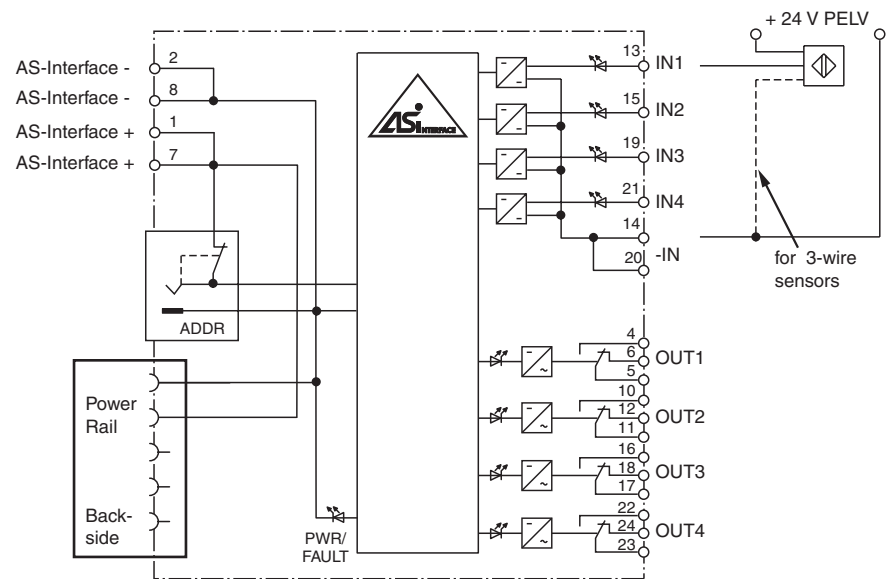 + 24 V PELV
AS-Interface -
2
AS-Interface -
8
AS-Interface +
1
AS-Interface +
7
ASi
INTERFACE
13
IN1
15
IN2
19
IN3
21
IN4
14
-IN
20
for 3-wire
sensors
ADDR
Power
Rail
Back-
side
PWR/
FAULT
4
6
OUT1
5
10
12
OUT2
11
16
18
OUT3
17
22
24
OUT4
23